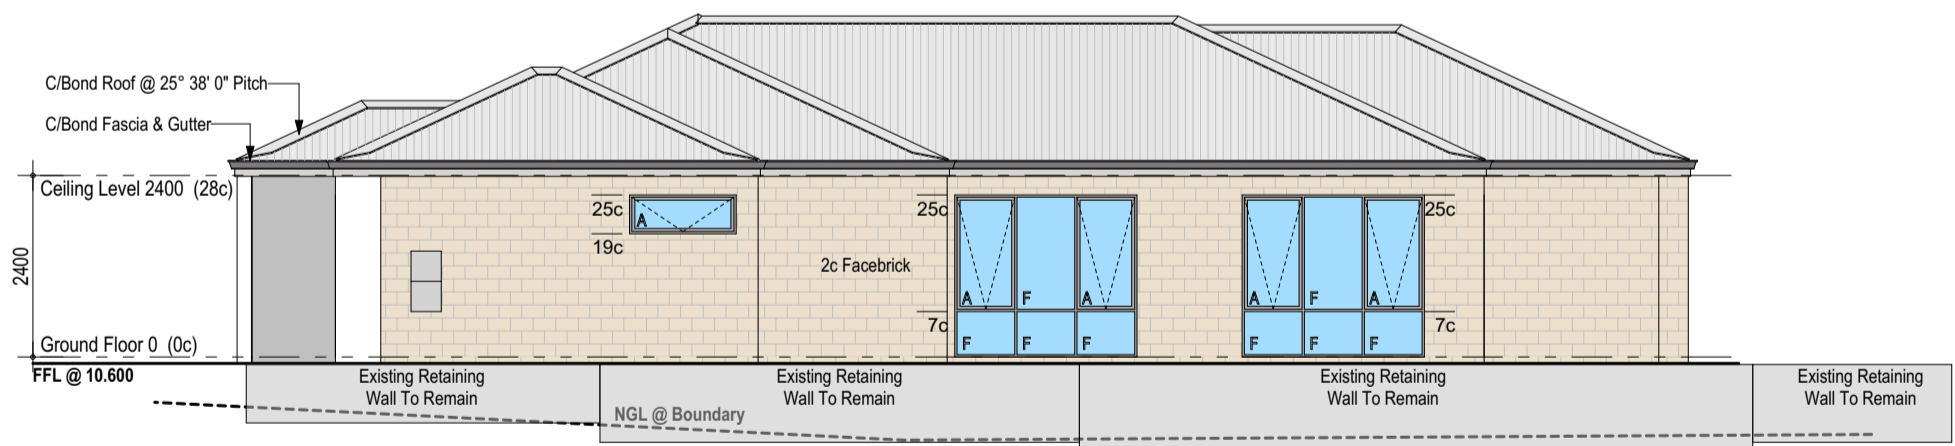 C/Bond Roof @ 25° 38' 0" Pitch
C/Bond Fascia & Gutter
Ceiling Level 2400 (28c)
2400
25c
19c
A
2c Facebrick
25c
7c
A
F
A
F
F
F
A
F
A
F
F
F
25c
7c
Ground Floor 0 (0c)
FFL @ 10.600
Existing Retaining
Wall To Remain
Existing Retaining
Wall To Remain
Existing Retaining
Wall To Remain
Existing Retaining
Wall To Remain
NGL @ Boundary